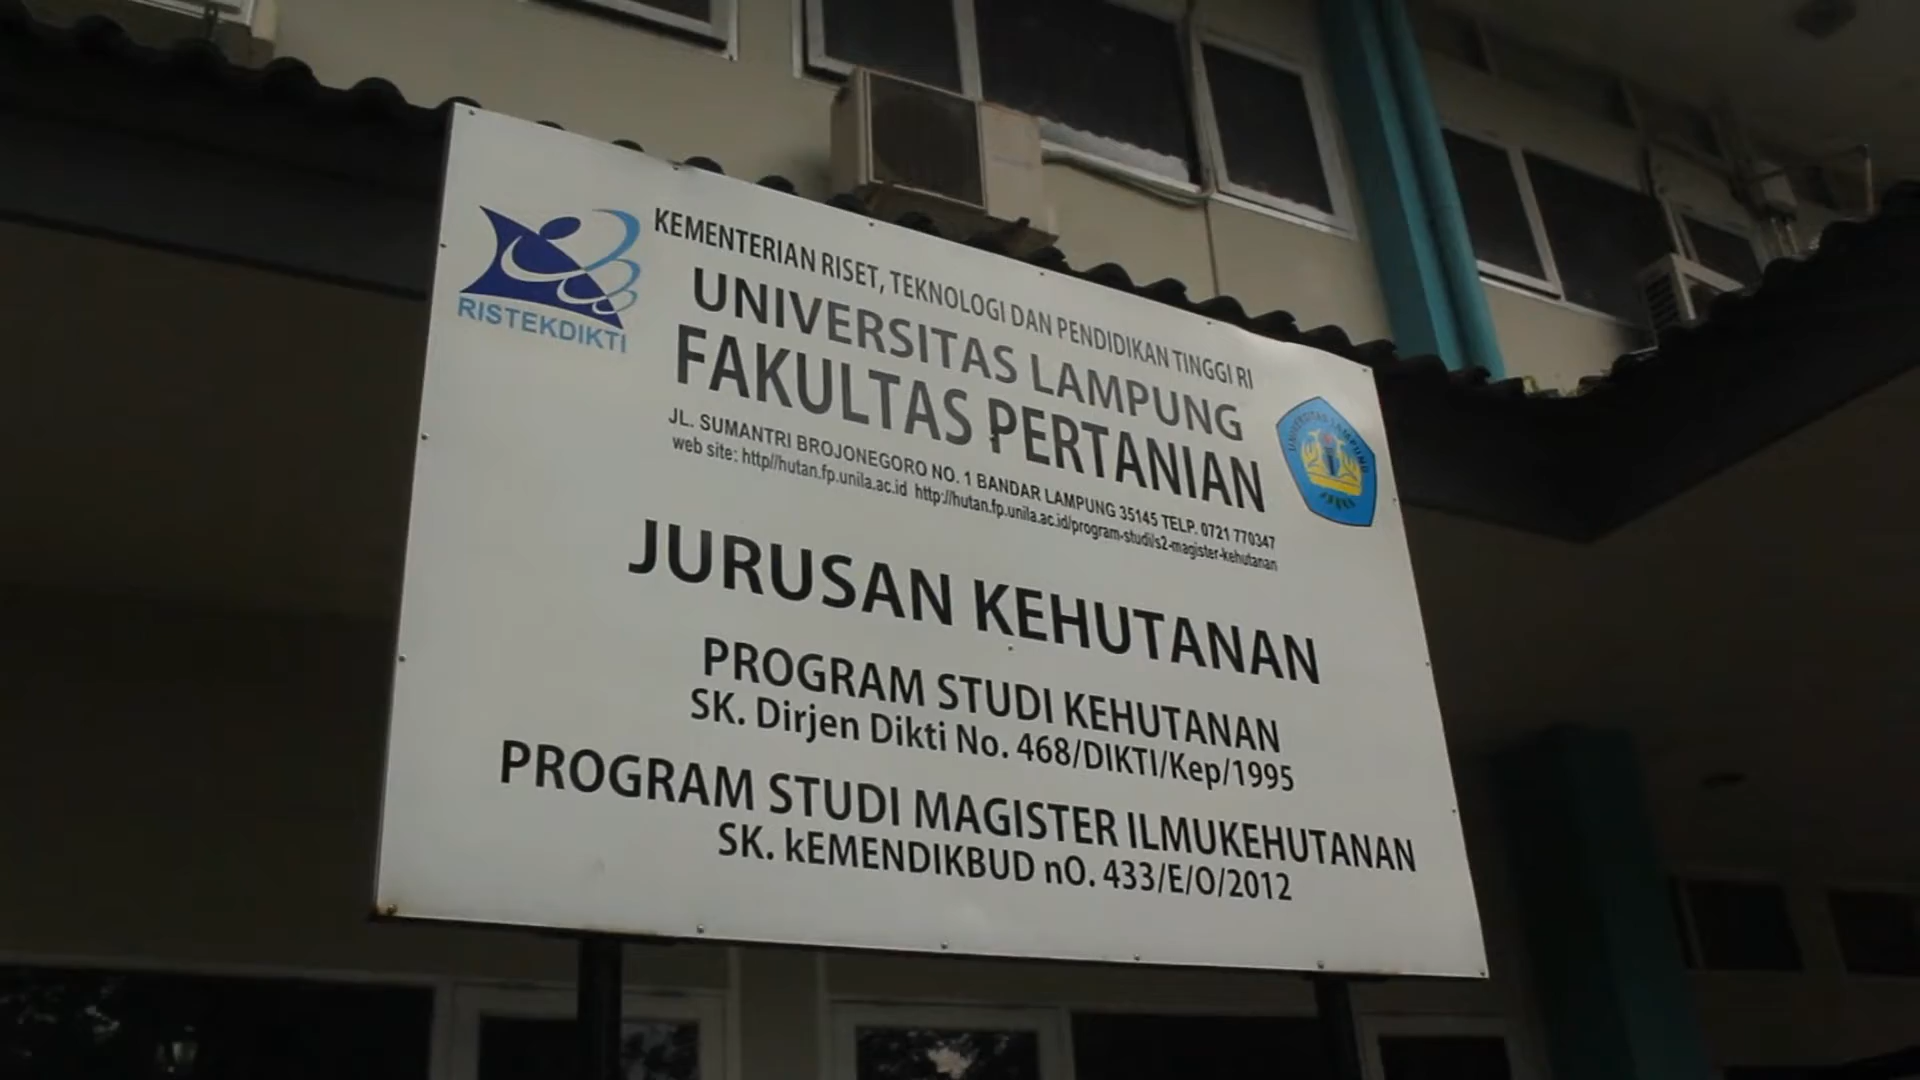 RISTEKDIKTI
KEMENTERIAN RISET, TEKNOLOGI DAN PENDIDIKAN TINGGI RI
UNIVERSITAS LAMPUNG
FAKULTAS PERTANIAN
JL. SUMANTRI BROJONEGORO NO. 1 BANDAR LAMPUNG 35145 TELP. 0721 770347
web site: http//hutan.fp.unila.ac.id http://hutan.fp.unila.ac.id/program-studi/s2-magister-kehutanan
UNIVERSITAS LAMPUNG
JURUSAN KEHUTANAN
PROGRAM STUDI KEHUTANAN
SK. Dirjen Dikti No. 468/DIKTI/Kep/1995
PROGRAM STUDI MAGISTER ILMUKEHUTANAN
SK. kEMENDIKBUD nO. 433/E/O/2012